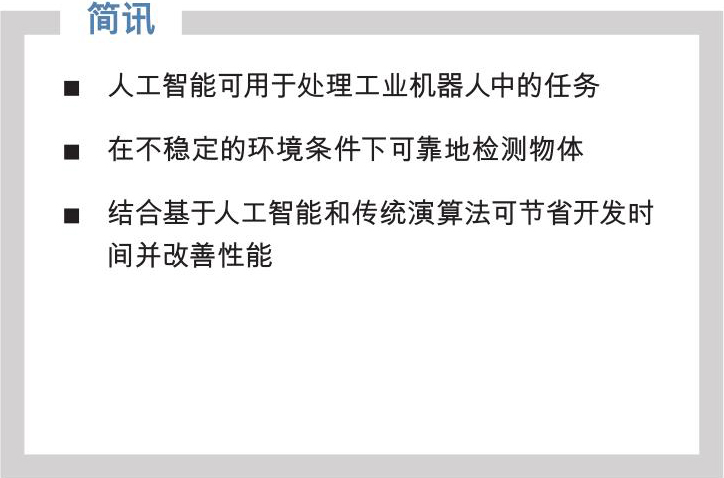 简讯
■ 人工智能可用于处理工业机器人中的任务
■ 在不稳定的环境条件下可靠地检测物体
■ 结合基于人工智能和传统演算法可节省开发时
间并改善性能